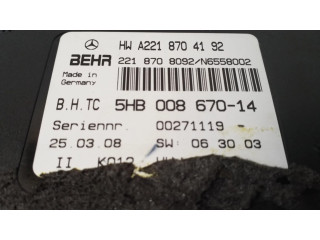 HW A221 870 41 92
BEHR 221 870 8092/N6558002
Made in
Germany
B.H.TC 5HB 008 670-14
Seriennr. 00271119 -
25.03.08 SW: 06.30 03
II